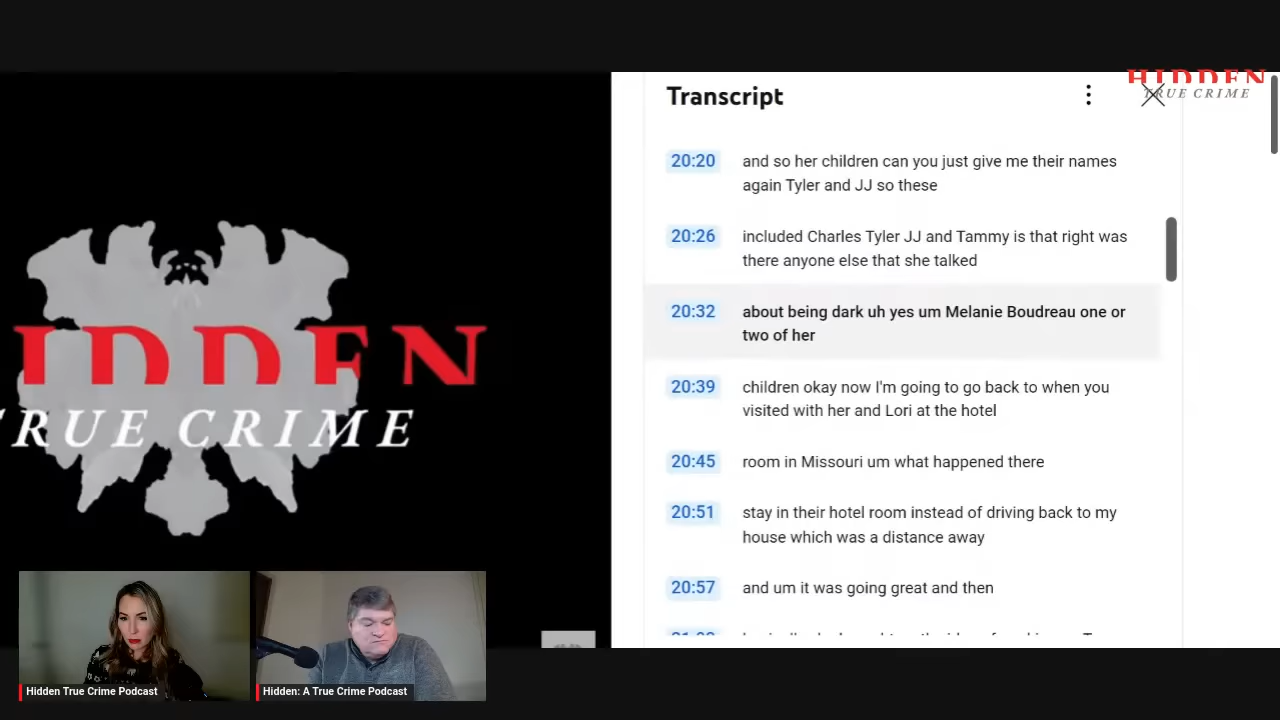 HIDDEN
TRUE CRIME
Transcript
20:20
and so her children can you just give me their names
again Tyler and JJ so these
20:26
included Charles Tyler JJ and Tammy is that right was
there anyone else that she talked
20:32
about being dark uh yes um Melanie Boudreau one or
two of her
20:39
children okay now I'm going to go back to when you
visited with her and Lori at the hotel
20:45
room in Missouri um what happened there
20:51
stay in their hotel room instead of driving back to my
house which was a distance away
20:57
and um it was going great and then
IDDEN
RUE CRIME
Hidden True Crime Podcast
Hidden: A True Crime Podcast